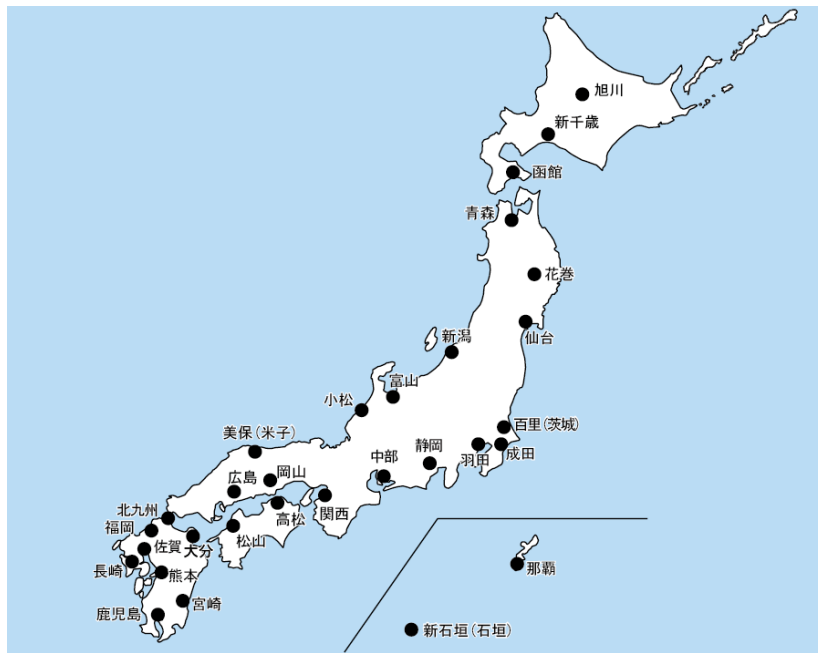 旭川
新千歳
函館
青森
花巻
仙台
新潟
富山
小松
百里(茨城)
美保(米子)
静岡
羽田
成田
中部
岡山
広島
関西
北九州
高松
福岡
松山
佐賀
大分
長崎
熊本
那覇
宮崎
鹿児島
新石垣(石垣)